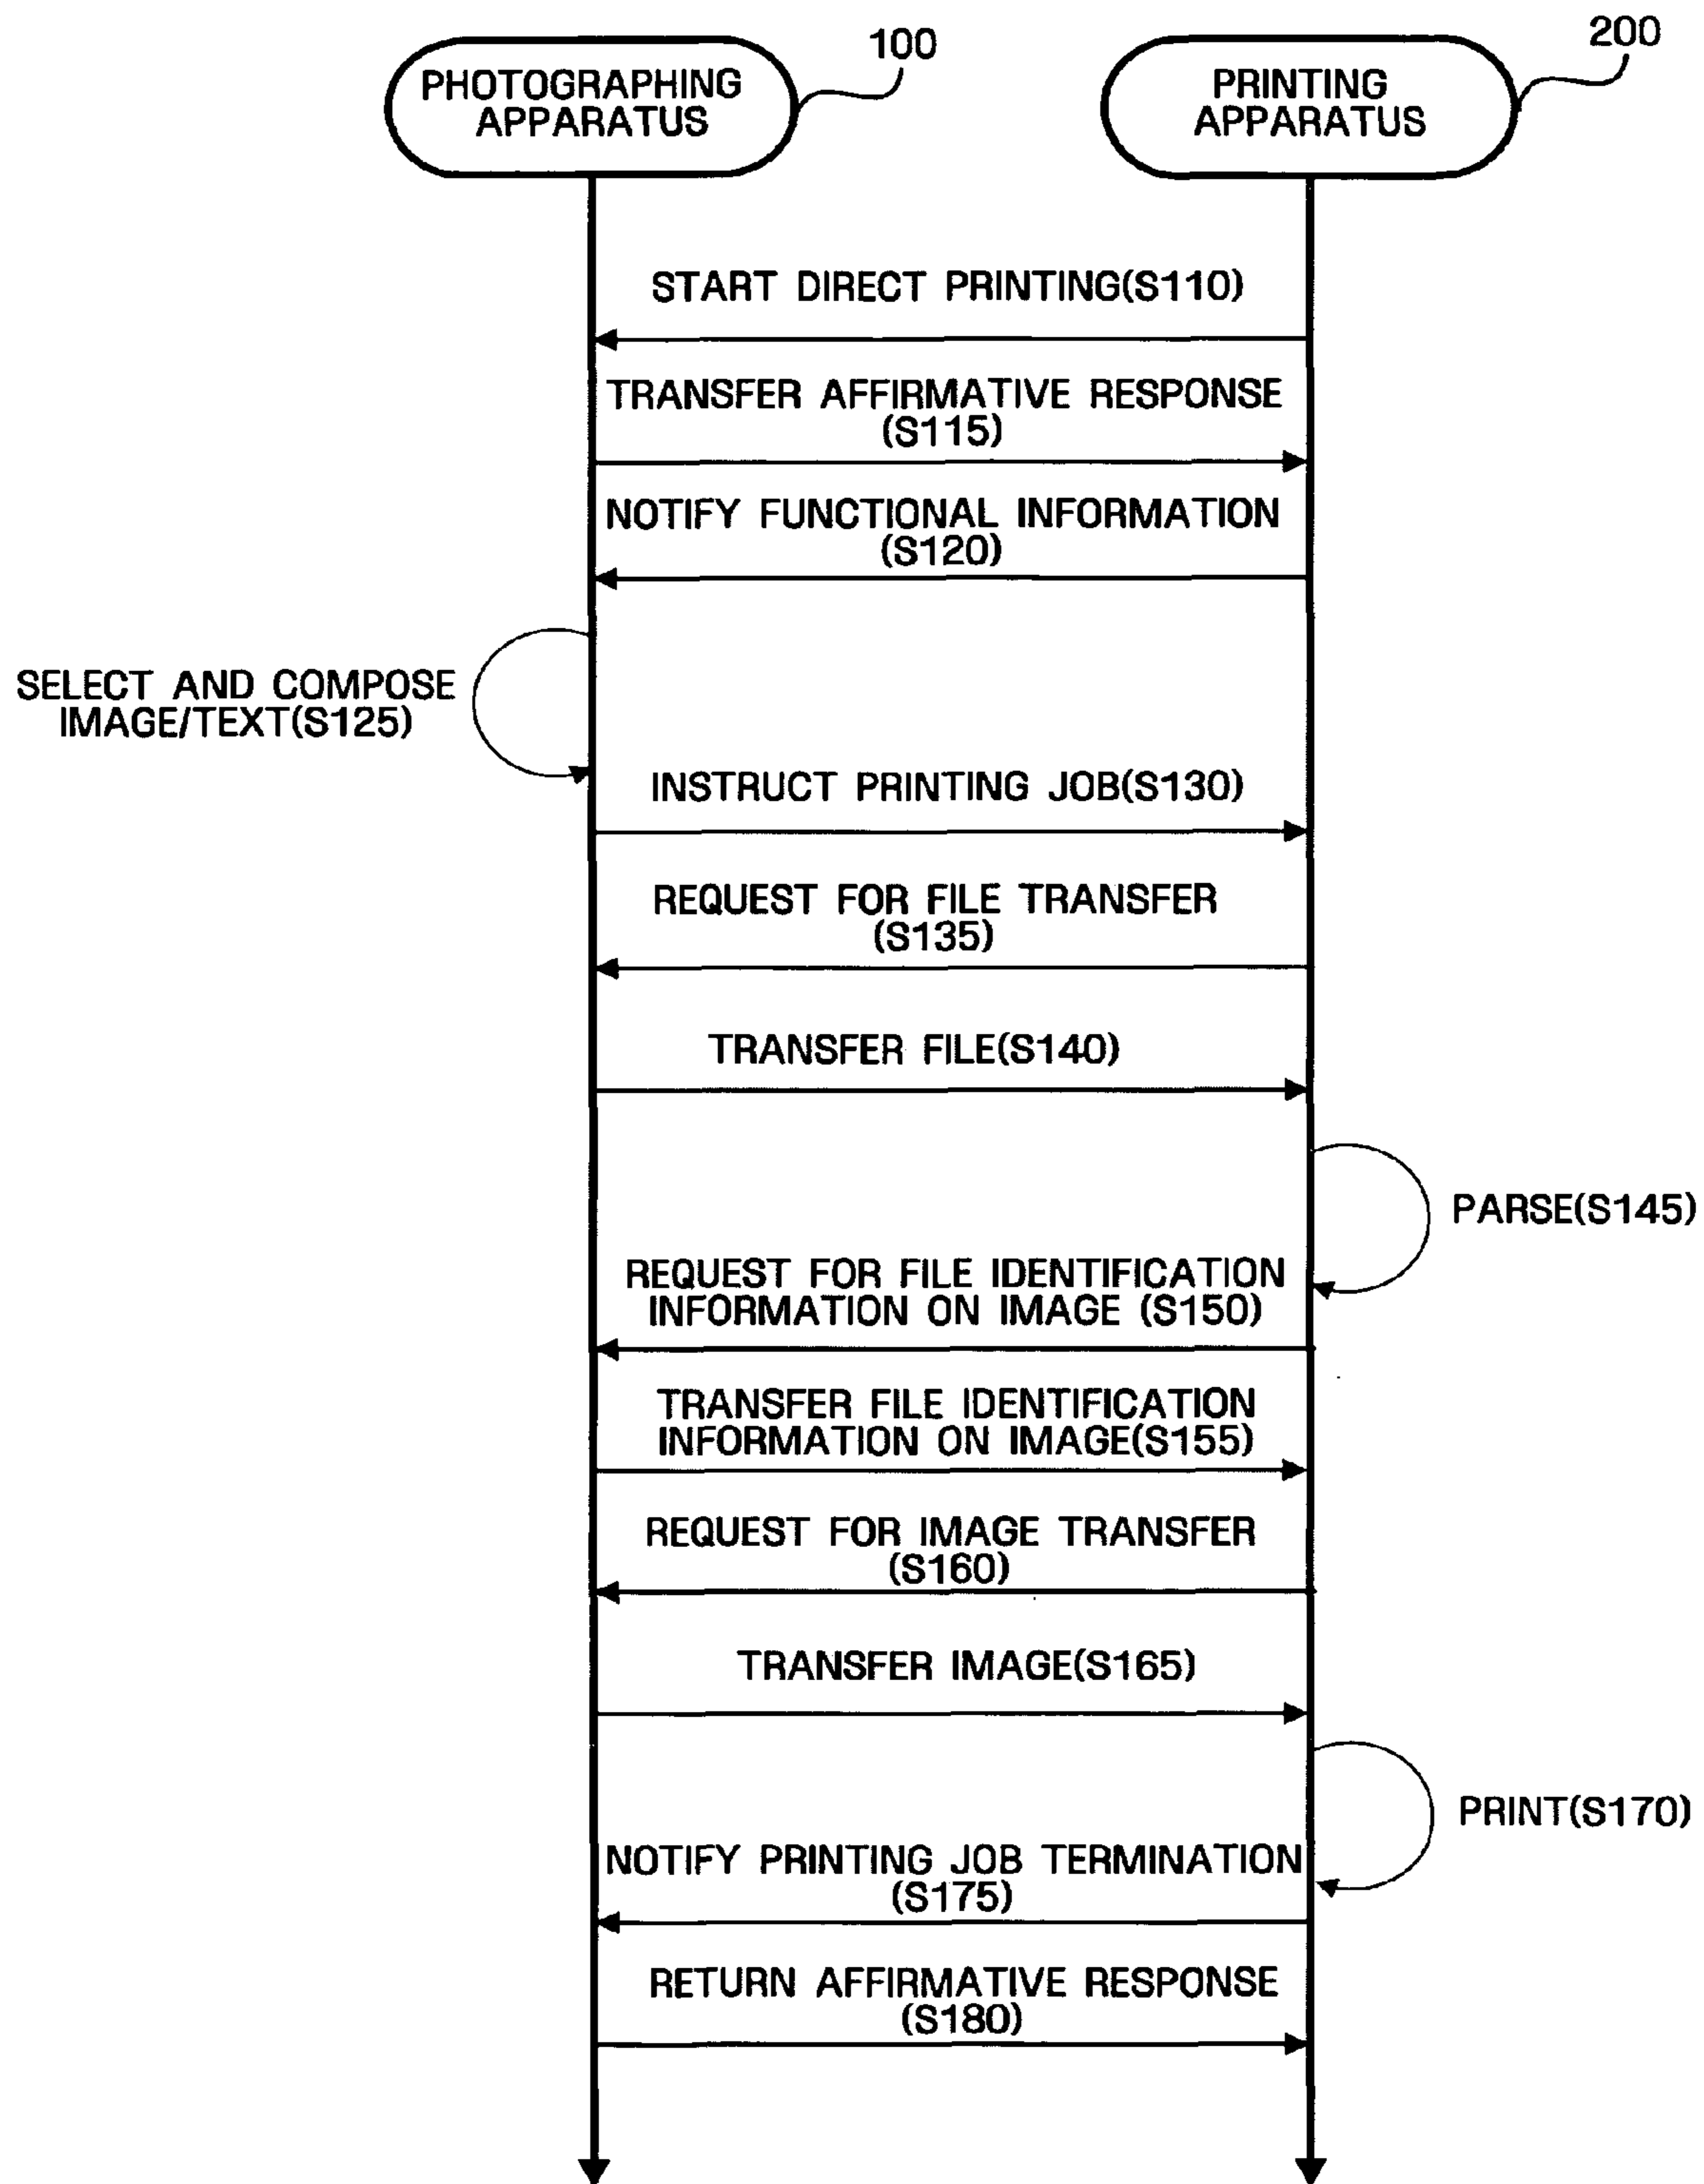 100
200
PHOTOGRAPHING
APPARATUS
PRINTING
APPARATUS
START DIRECT PRINTING(S110)
TRANSFER AFFIRMATIVE RESPONSE
(S115)
NOTIFY FUNCTIONAL INFORMATION
(S120)
SELECT AND COMPOSE
IMAGE/TEXT(S125)
INSTRUCT PRINTING JOB(S130)
REQUEST FOR FILE TRANSFER
(S135)
TRANSFER FILE(S140)
PARSE(S145)
REQUEST FOR FILE IDENTIFICATION
INFORMATION ON IMAGE (S150)
TRANSFER FILE IDENTIFICATION
INFORMATION ON IMAGE(S155)
REQUEST FOR IMAGE TRANSFER
(S160)
TRANSFER IMAGE(S165)
PRINT(S170)
NOTIFY PRINTING JOB TERMINATION
(S175)
RETURN AFFIRMATIVE RESPONSE
(S180)